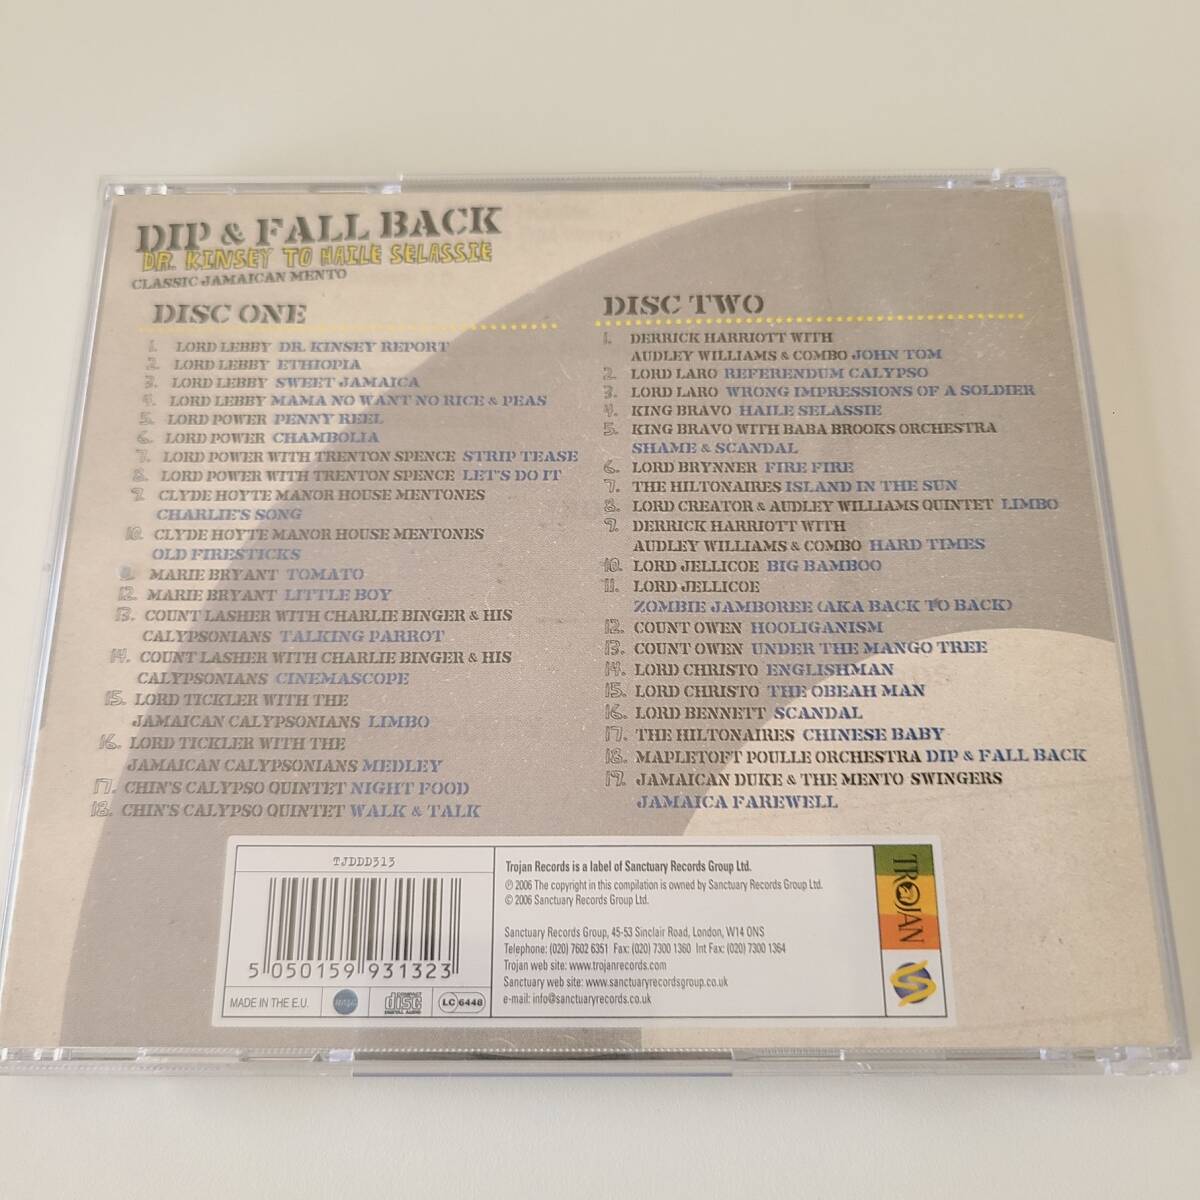 DIP & FALL BACK
DR. KINSEY TO HAILE SELASSIE
CLASSIC JAMAICAN MENTO
DISC ONE
1. LORD LEBBY DR. KINSEY REPORT
2. LORD LEBBY ETHIOPIA
3. LORD LEBBY SWEET JAMAICA
4. LORD LEBBY MAMA NO WANT NO RICE & PEAS
5. LORD POWER PENNY REEL
6. LORD POWER CHAMBOLIA
7. LORD POWER WITH TRENTON SPENCE STRIP TEASE
8. LORD POWER WITH TRENTON SPENCE LET'S DO IT
9. CLYDE HOYTE MANOR HOUSE MENTONES
CHARLIE'S SONG
10. CLYDE HOYTE MANOR HOUSE MENTONES
OLD FIRESTICKS
11. MARIE BRYANT TOMATO
12. MARIE BRYANT LITTLE BOY
13. COUNT LASHER WITH CHARLIE BINGER & HIS
CALYPSONIANS TALKING PARROT
14. COUNT LASHER WITH CHARLIE BINGER & HIS
CALYPSONIANS CINEMASCOPE
15. LORD TICKLER WITH THE
JAMAICAN CALYPSONIANS LIMBO
16. LORD TICKLER WITH THE
JAMAICAN CALYPSONIANS MEDLEY
17. CHIN'S CALYPSO QUINTET NIGHT FOOD
18. CHIN'S CALYPSO QUINTET WALK & TALK
DISC TWO
1. DERRICK HARRIOTT WITH
AUDLEY WILLIAMS & COMBO JOHN TOM
2. LORD LARO REFERENDUM CALYPSO
3. LORD LARO WRONG IMPRESSIONS OF A SOLDIER
4. KING BRAVO HAILE SELASSIE
5. KING BRAVO WITH BABA BROOKS ORCHESTRA
SHAME & SCANDAL
6. LORD BRYNNER FIRE FIRE
7. THE HILTONAIRES ISLAND IN THE SUN
8. LORD CREATOR & AUDLEY WILLIAMS QUINTET LIMBO
9. DERRICK HARRIOTT WITH
AUDLEY WILLIAMS & COMBO HARD TIMES
10. LORD JELLICOE BIG BAMBOO
11. LORD JELLICOE
ZOMBIE JAMBOREE (AKA BACK TO BACK)
12. COUNT OWEN HOOLIGANISM
13. COUNT OWEN UNDER THE MANGO TREE
14. LORD CHRISTO ENGLISHMAN
15. LORD CHRISTO THE OBEAH MAN
16. LORD BENNETT SCANDAL
17. THE HILTONAIRES CHINESE BABY
18. MAPLETOFT POULLE ORCHESTRA DIP & FALL BACK
19. JAMAICAN DUKE & THE MENTO SWINGERS
JAMAICA FAREWELL
TJDDD313
5 050159 931323
MADE IN THE E.U.
COMPACT
disc
DIGITAL AUDIO
LC 6448
Trojan Records is a label of Sanctuary Records Group Ltd.
℗ 2006 The copyright in this compilation is owned by Sanctuary Records Group Ltd.
© 2006 Sanctuary Records Group Ltd.
Sanctuary Records Group, 45-53 Sinclair Road, London, W14 0NS
Telephone: (020) 7602 6351 Fax: (020) 7300 1360 Int Fax: (020) 7300 1364
Trojan web site: www.trojanrecords.com
Sanctuary web site: www.sanctuaryrecordsgroup.co.uk
e-mail: info@sanctuaryrecords.co.uk
TROJAN